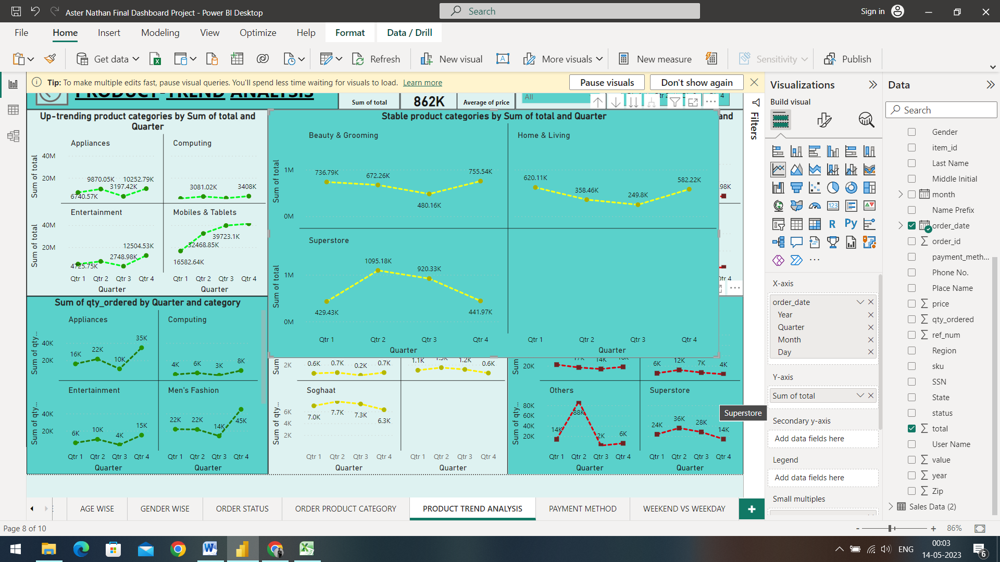 Aster Nathan Final Dashboard Project - Power BI Desktop
Search
Sign in
File Home Insert Modeling View Optimize Help Format Data / Drill
Get data Refresh New visual More visuals New measure Sensitivity Publish
Tip: To make multiple edits fast, pause visual queries. You'll spend less time waiting for visuals to load. Learn more
Pause visuals
Don't show again
PRODUCT-TREND ANALYSIS
Sum of total
862K
Average of price
All
Up-trending product categories by Sum of total and
Quarter
Appliances
Computing
Sum of total
40M
20M
9870.05K 10252.79K
3197.42K
6740.57K
3081.02K 3408K
Entertainment
Mobiles & Tablets
Sum of total
40M
20M
12504.53K
2748.98K
4725.75K
39723.1K
32468.85K
16582.64K
Qtr 1 Qtr 2 Qtr 3 Qtr 4 Qtr 1 Qtr 2 Qtr 3 Qtr 4
Quarter Quarter
Stable product categories by Sum of total and Quarter
Beauty & Grooming
Home & Living
Sum of total
1M
0M
736.79K 672.26K 480.16K 755.54K
620.11K 358.46K 249.8K 582.22K
Superstore
Sum of total
1M
0M
429.43K 1095.18K 920.33K 441.97K
Qtr 1 Qtr 2 Qtr 3 Qtr 4 Qtr 1 Qtr 2 Qtr 3 Qtr 4
Quarter Quarter
and
98K
Sum of qty_ordered by Quarter and category
Appliances
Computing
Sum of qty...
40K
20K
16K 22K 10K 35K
4K 6K 3K 8K
Entertainment
Men's Fashion
Sum of qty...
40K
20K
6K 10K 4K 15K
22K 22K 14K 45K
Qtr 1 Qtr 2 Qtr 3 Qtr 4 Qtr 1 Qtr 2 Qtr 3 Qtr 4
Quarter Quarter
Sum
2K
0.6K 0.7K 0.2K 0.7K
1.1K 1.2K 0.6K
Soghaat
Sum of qty...
6K
4K
2K
7.0K 7.7K 7.3K 6.3K
Qtr 1 Qtr 2 Qtr 3 Qtr 4 Qtr 1 Qtr 2 Qtr 3 Qtr 4
Quarter Quarter
Sum
20K
17K 14K
6K 12K 7K 4K
Others
Superstore
Sum of qty...
80K
60K
40K
20K
14K 88K 2K 6K
24K 36K 28K 14K
Qtr 1 Qtr 2 Qtr 3 Qtr 4 Qtr 1 Qtr 2 Qtr 3 Qtr 4
Quarter Quarter
Superstore
Filters
Visualizations
Build visual
123
R
Py
X-axis
order_date
Year
Quarter
Month
Day
Y-axis
Sum of total
Secondary y-axis
Add data fields here
Legend
Add data fields here
Small multiples
Data
Search
Gender
item_id
Last Name
Middle Initial
month
Name Prefix
order_date
order_id
payment_meth...
Phone No.
Place Name
price
qty_ordered
ref_num
Region
sku
SSN
State
status
total
User Name
value
year
Zip
Sales Data (2)
AGE WISE
GENDER WISE
ORDER STATUS
ORDER PRODUCT CATEGORY
PRODUCT TREND ANALYSIS
PAYMENT METHOD
WEEKEND VS WEEKDAY
Page 8 of 10
86%
ENG
00:03
14-05-2023
6